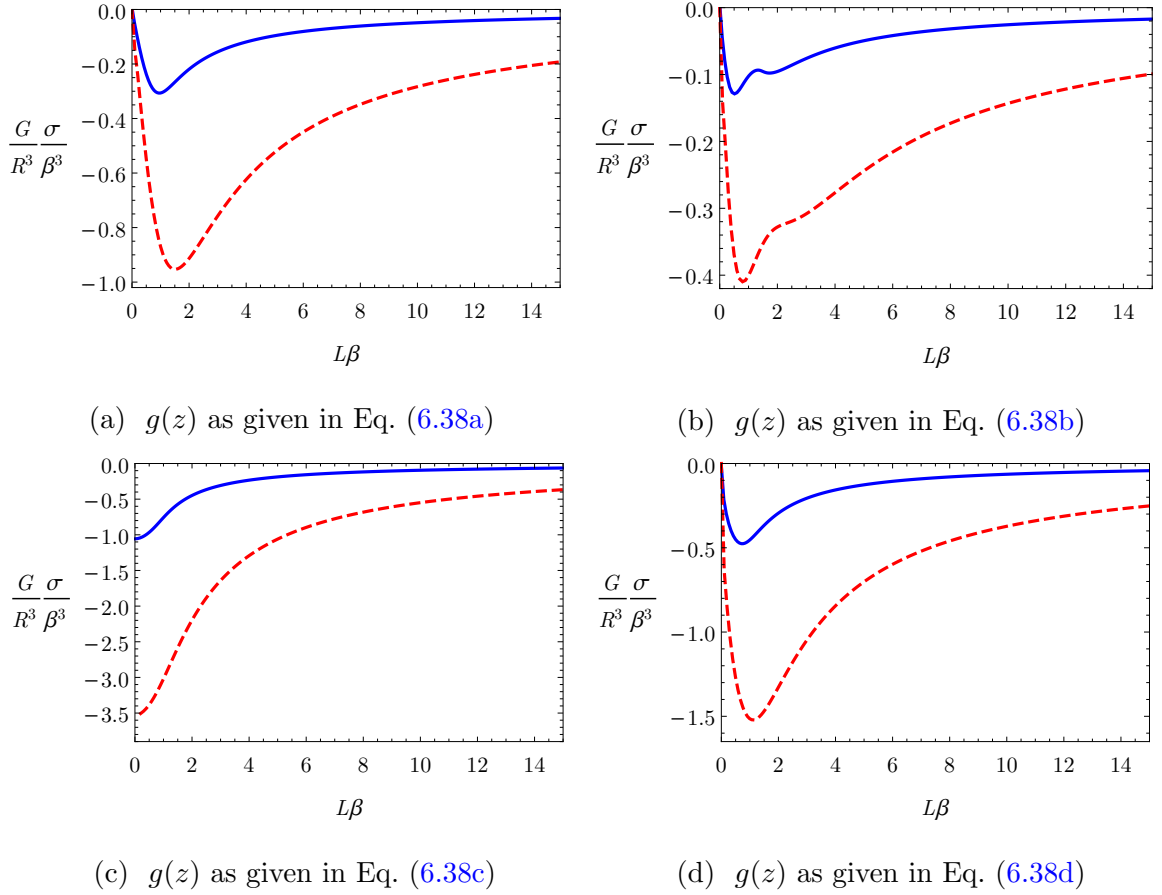 0.0
−0.2
−0.4
−0.6
−0.8
−1.0
G/R³ σ/β³
0 2 4 6 8 10 12 14
Lβ
(a) g(z) as given in Eq. (6.38a)
0.0
−0.1
−0.2
−0.3
−0.4
G/R³ σ/β³
0 2 4 6 8 10 12 14
Lβ
(b) g(z) as given in Eq. (6.38b)
0.0
−0.5
−1.0
−1.5
−2.0
−2.5
−3.0
−3.5
G/R³ σ/β³
0 2 4 6 8 10 12 14
Lβ
(c) g(z) as given in Eq. (6.38c)
0.0
−0.5
−1.0
−1.5
G/R³ σ/β³
0 2 4 6 8 10 12 14
Lβ
(d) g(z) as given in Eq. (6.38d)